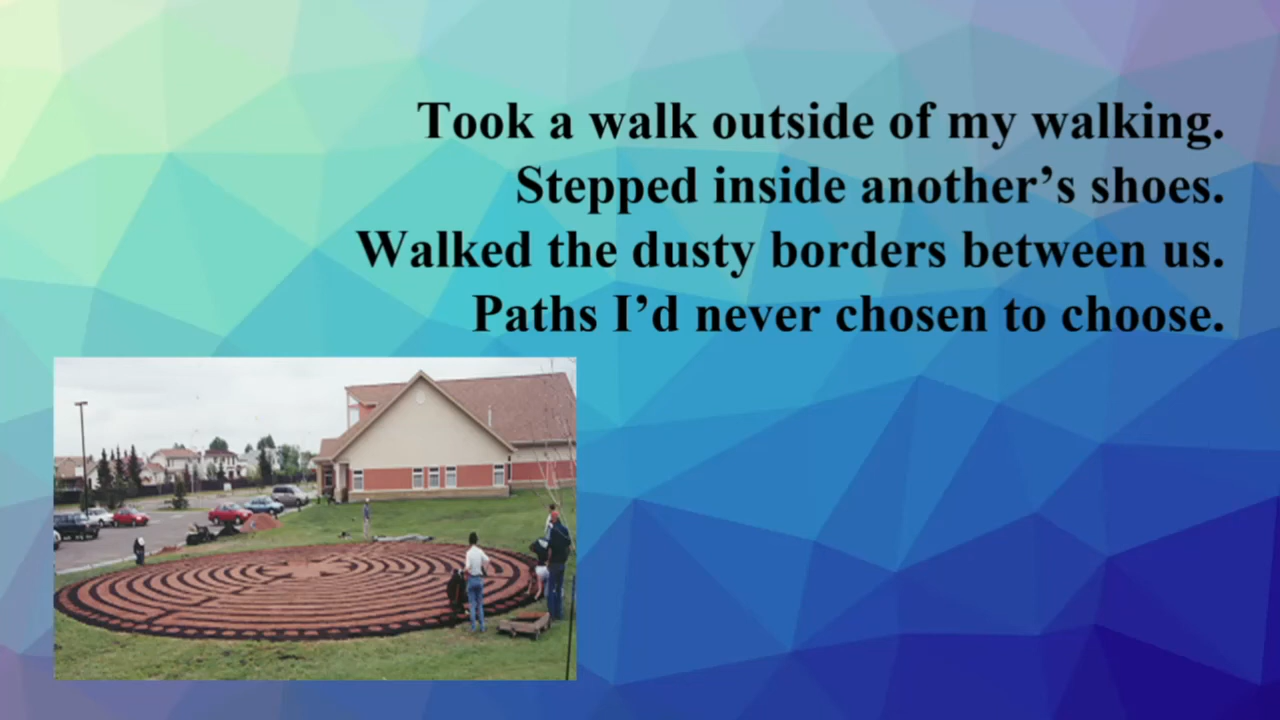 Took a walk outside of my walking.
Stepped inside another’s shoes.
Walked the dusty borders between us.
Paths I’d never chosen to choose.